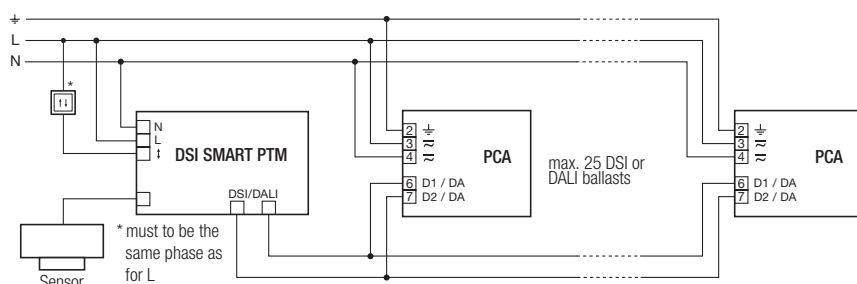 L
N
*
N
L
DSI SMART PTM
DSI/DALI
Sensor
* must to be the
same phase as
for L
2
3
4
PCA
6 D1 / DA
7 D2 / DA
max. 25 DSI or
DALI ballasts
2
3
4
PCA
6 D1 / DA
7 D2 / DA